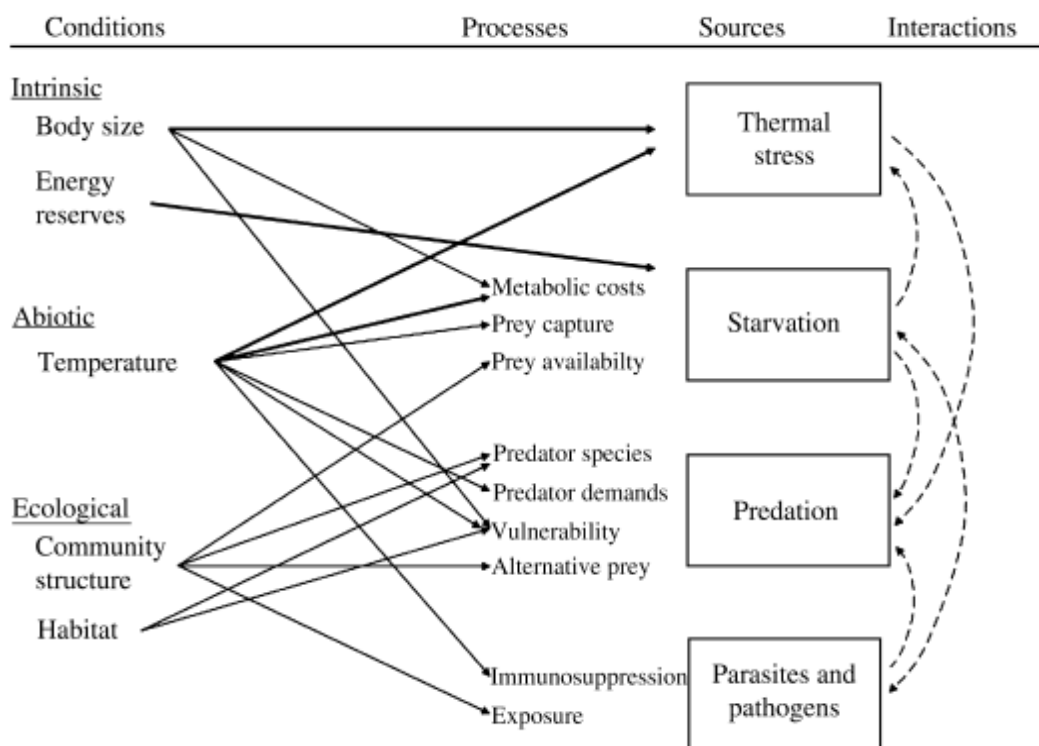 Conditions Processes Sources Interactions
Intrinsic
Body size
Energy
reserves
Abiotic
Temperature
Ecological
Community
structure
Habitat
Metabolic costs
Prey capture
Prey availabilty
Predator species
Predator demands
Vulnerability
Alternative prey
Immunosuppression
Exposure
Thermal
stress
Starvation
Predation
Parasites and
pathogens